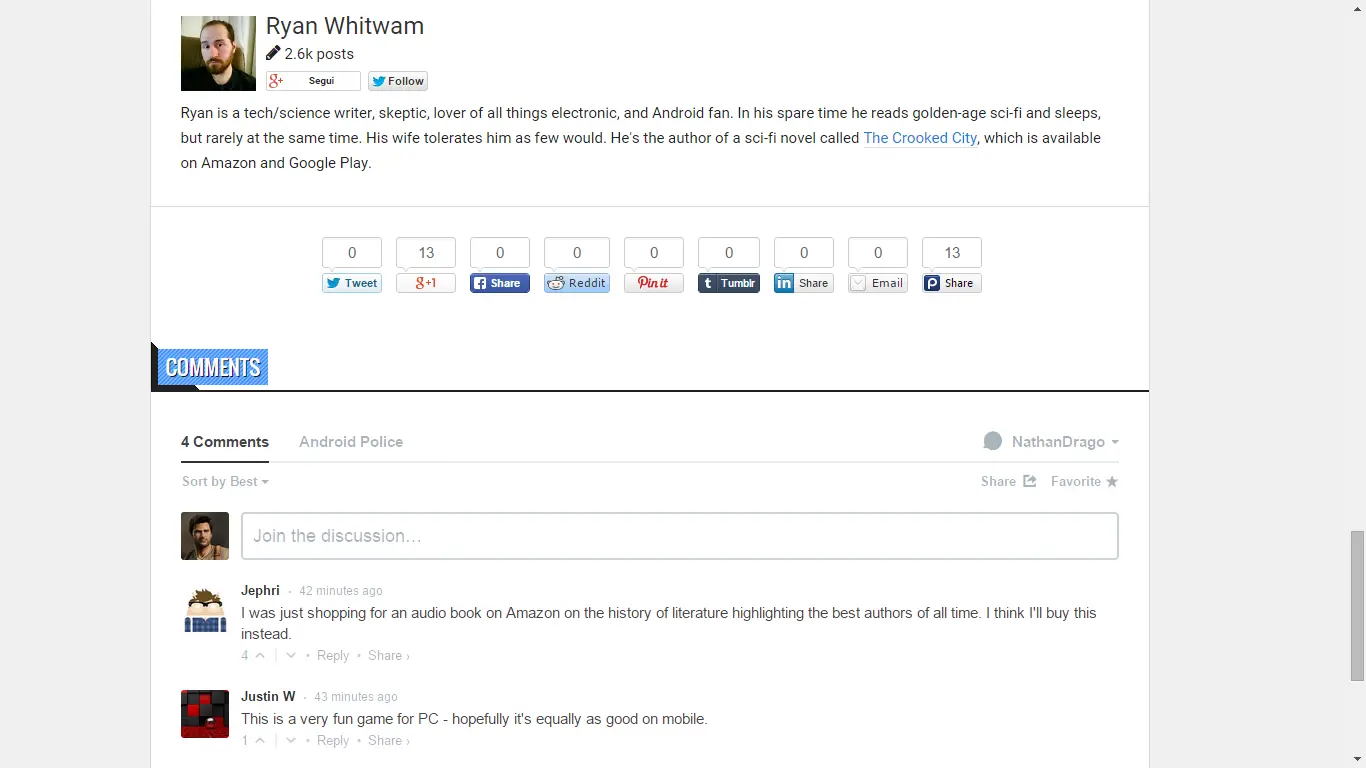 Ryan Whitwam
2.6k posts
g+ Segui Follow
Ryan is a tech/science writer, skeptic, lover of all things electronic, and Android fan. In his spare time he reads golden-age sci-fi and sleeps,
but rarely at the same time. His wife tolerates him as few would. He's the author of a sci-fi novel called The Crooked City, which is available
on Amazon and Google Play.
0 13 0 0 0 0 0 0 13
Tweet g+1 Share Reddit Pin it Tumblr Share Email Share
COMMENTS
4 Comments Android Police NathanDrago
Sort by Best Share Favorite
Join the discussion…
Jephri • 42 minutes ago
I was just shopping for an audio book on Amazon on the history of literature highlighting the best authors of all time. I think I'll buy this
instead.
4 • Reply • Share ›
Justin W • 43 minutes ago
This is a very fun game for PC - hopefully it's equally as good on mobile.
1 • Reply • Share ›